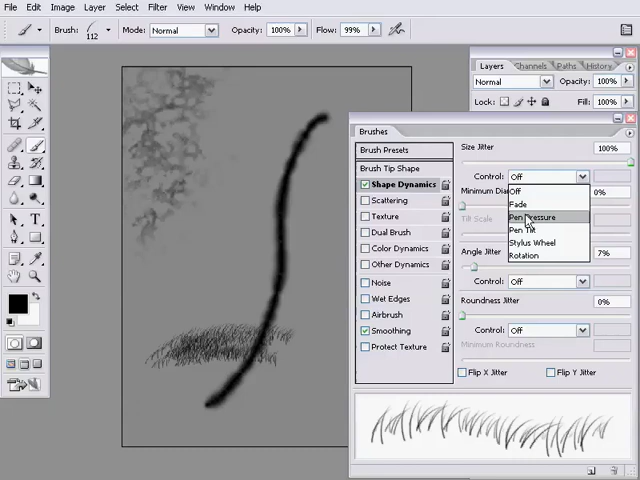 File Edit Image Layer Select Filter View Window Help
Brush: 112 Mode: Normal Opacity: 100% Flow: 99%
Layers Channels Paths History
Normal Opacity: 100%
Lock: Fill: 100%
Brushes
Brush Presets
Brush Tip Shape
Shape Dynamics
Scattering
Texture
Dual Brush
Color Dynamics
Other Dynamics
Noise
Wet Edges
Airbrush
Smoothing
Protect Texture
Size Jitter 100%
Control: Off
Off
Fade
Pen Pressure
Pen Tilt
Stylus Wheel
Rotation
Minimum 0%
Tilt Scale
Angle Jitter 7%
Control: Off
Roundness Jitter 0%
Control: Off
Minimum Roundness
Flip X Jitter Flip Y Jitter